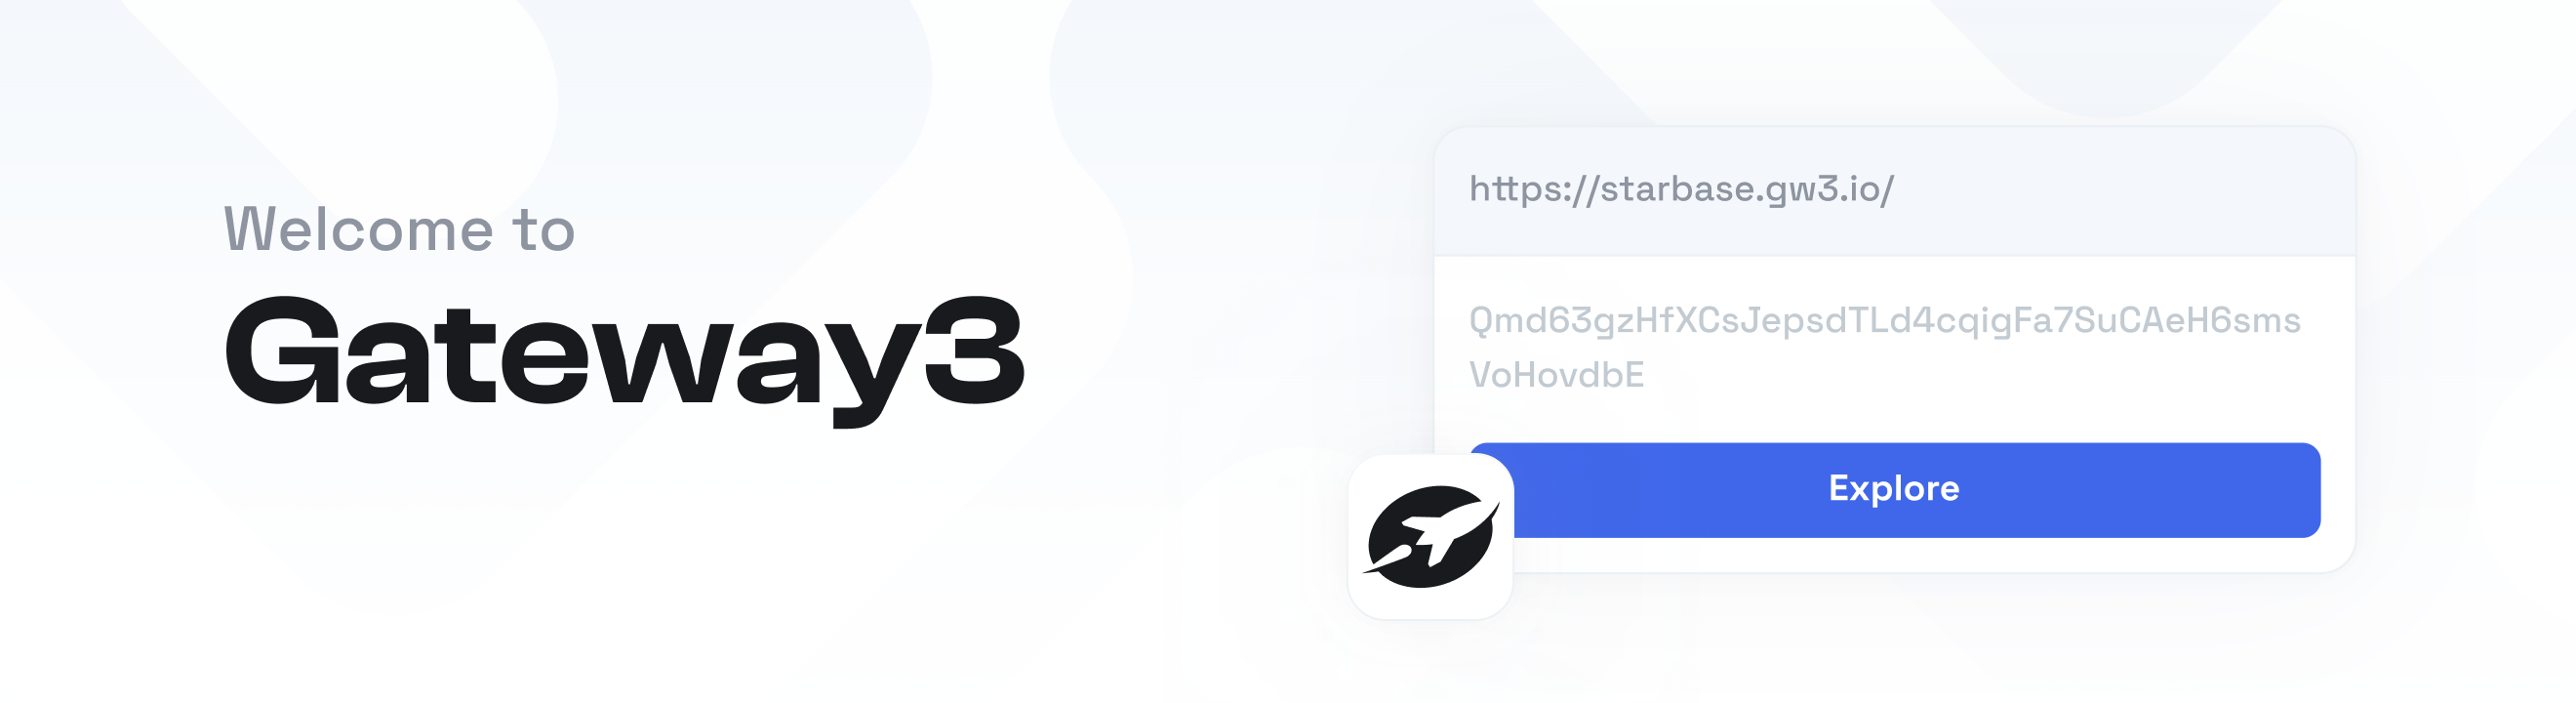 Welcome to
Gateway3
https://starbase.gw3.io/
Qmd63gzHfXCsJepsdTLd4cqigFa7SuCAeH6sms
VoHovdbE
Explore